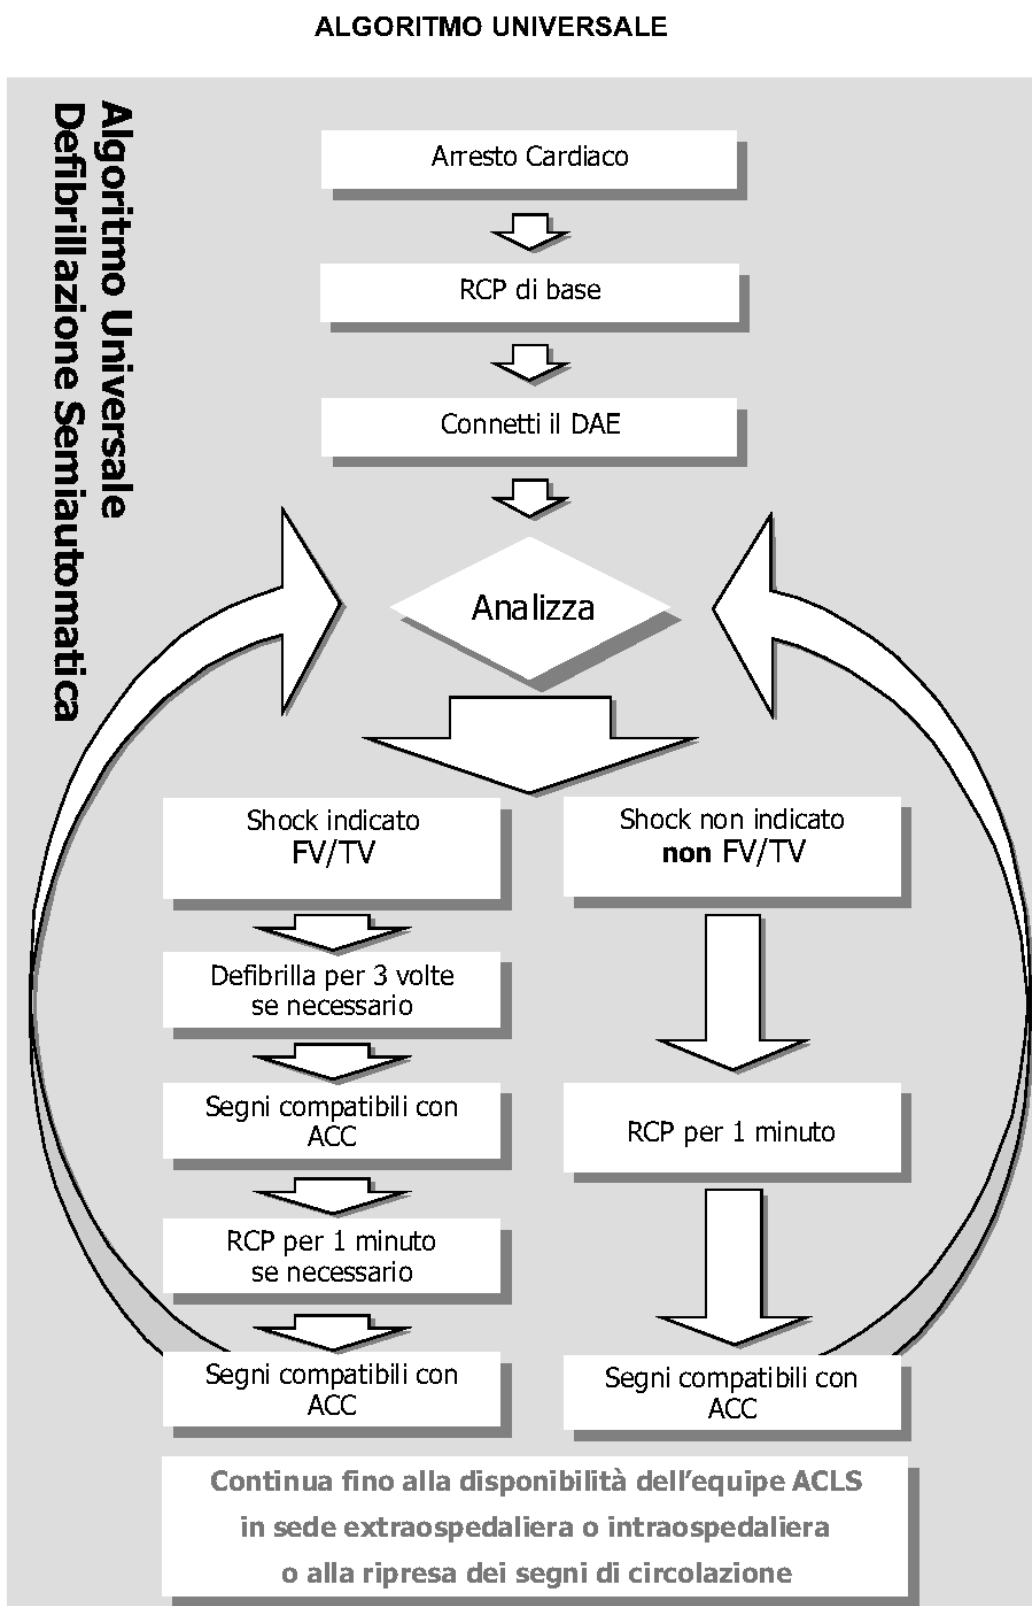 ALGORITMO UNIVERSALE
Algoritmo Universale
Defibrillazione Semiautomatica
Arresto Cardiaco
RCP di base
Connetti il DAE
Analizza
Shock indicato
FV/TV
Shock non indicato
non FV/TV
Defibrilla per 3 volte
se necessario
Segni compatibili con
ACC
RCP per 1 minuto
RCP per 1 minuto
se necessario
Segni compatibili con
ACC
Segni compatibili con
ACC
Continua fino alla disponibilità dell'equipe ACLS
in sede extraospedaliera o intraospedaliera
o alla ripresa dei segni di circolazione